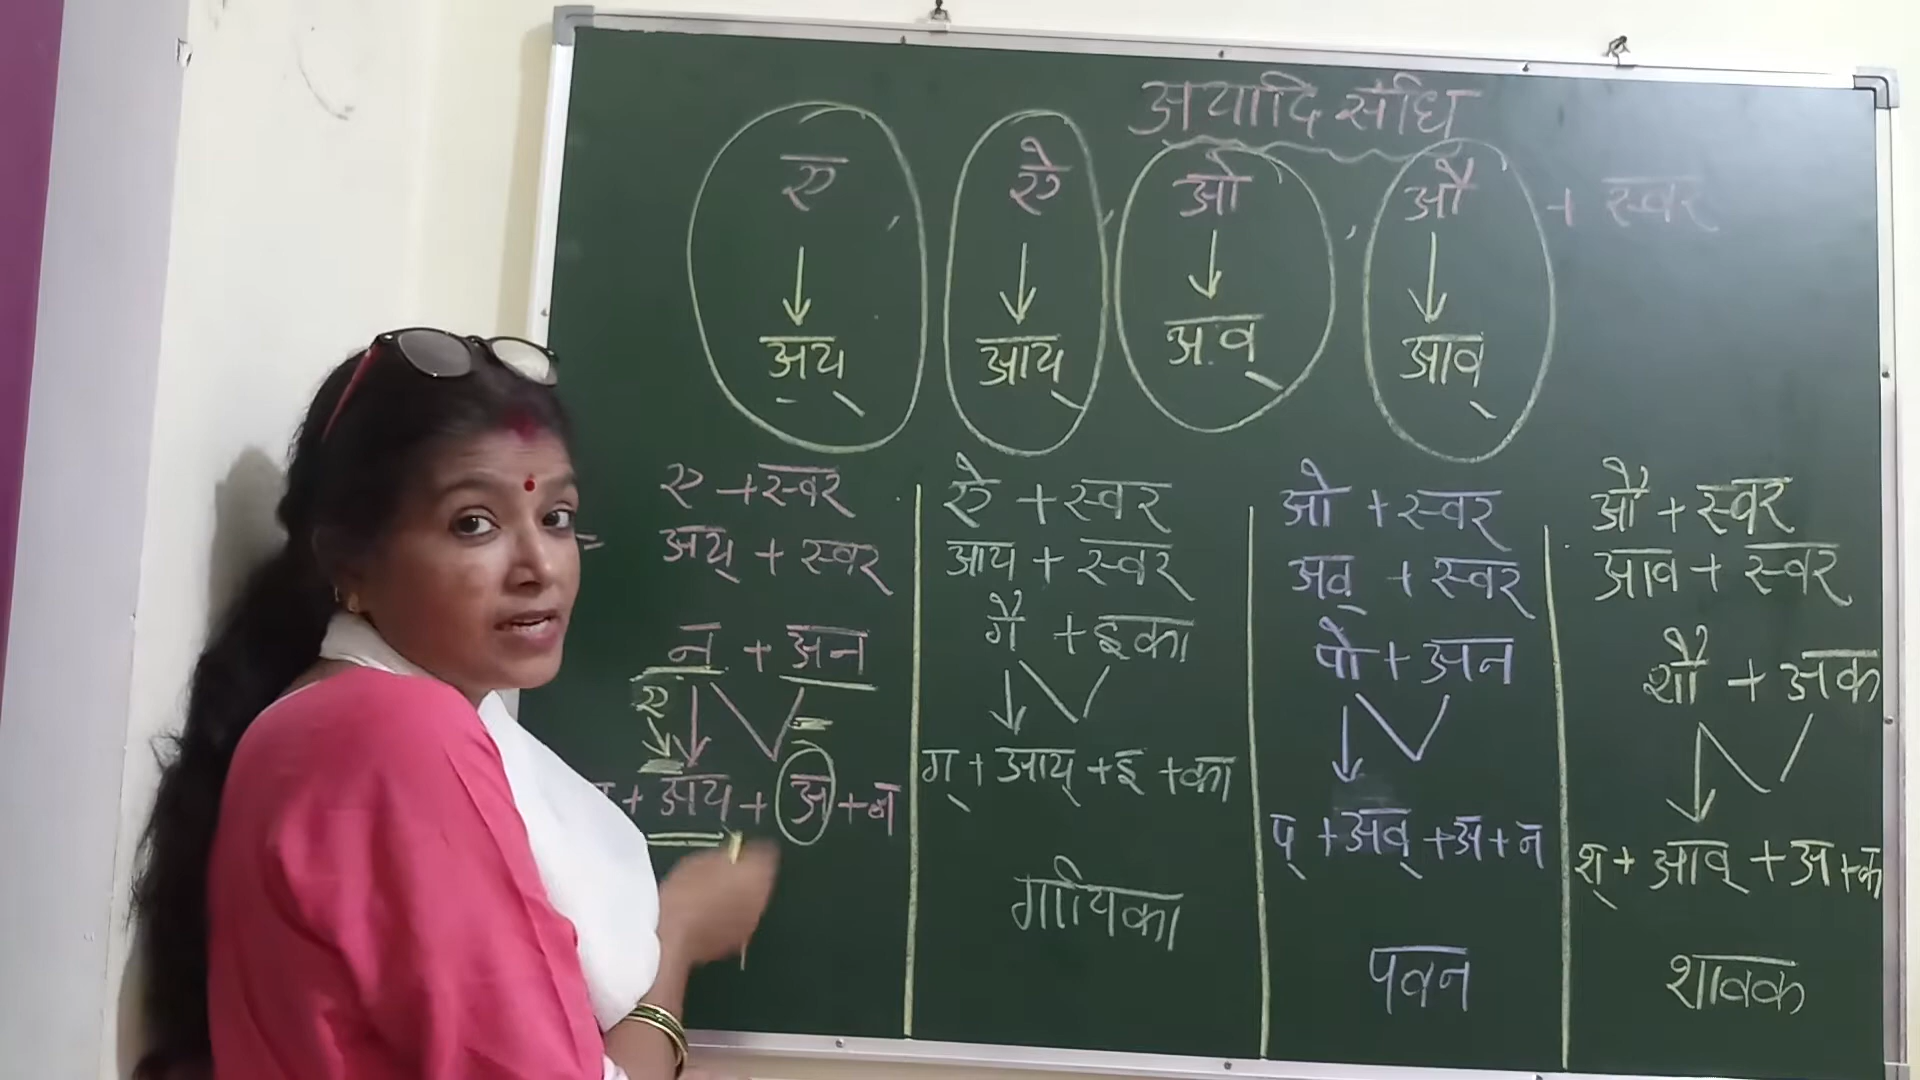 अयादि संधि
ए , ऐ , ओ , औ + स्वर
अय् आय् अव् आव्
ए + स्वर
= अय् + स्वर
न + अन
ए
+ अय + अ + न
ऐ + स्वर
आय + स्वर
गै + इका
ग् + आय् + इ + का
गायिका
ओ + स्वर
अव् + स्वर
पो + अन
प् + अव् + अ + न
पवन
औ + स्वर
आव + स्वर
शौ + अक
श् + आव् + अ + क
शावक